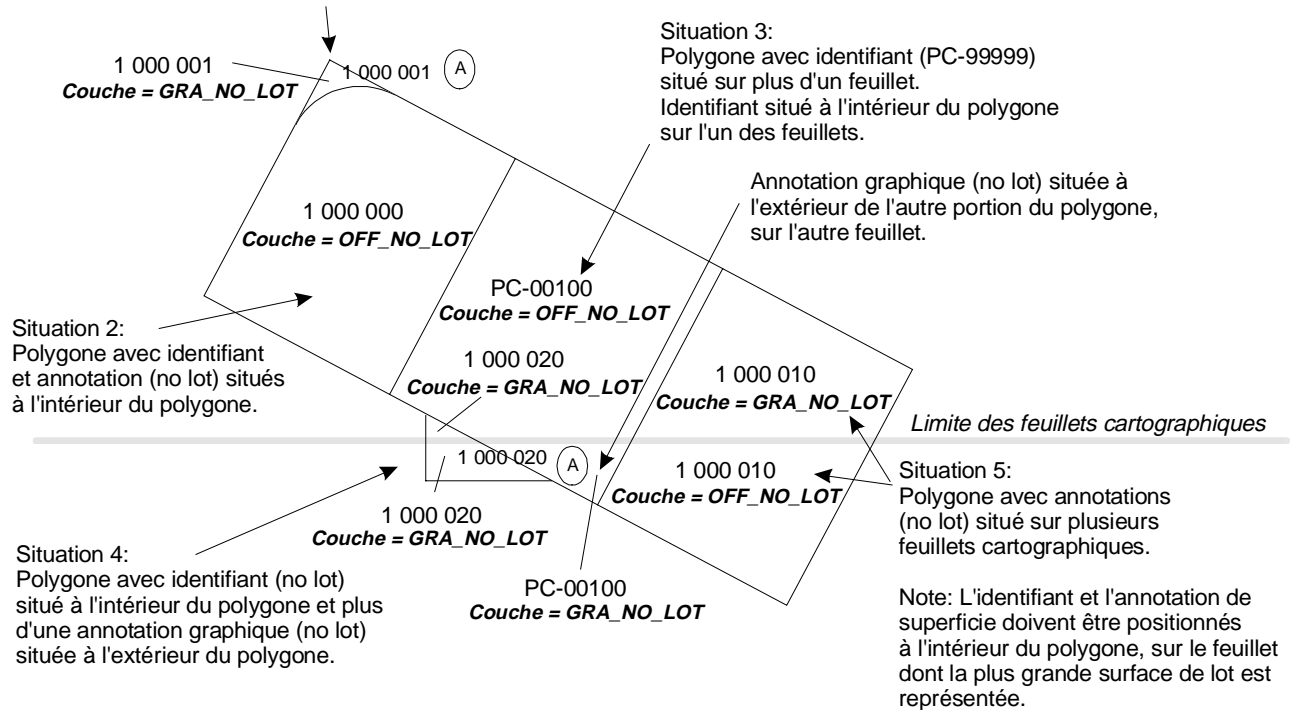 1 000 001
Couche = GRA_NO_LOT
1 000 001
A
Situation 3:
Polygone avec identifiant (PC-99999)
situé sur plus d'un feuillet.
Identifiant situé à l'intérieur du polygone
sur l'un des feuillets.
Annotation graphique (no lot) située à
l'extérieur de l'autre portion du polygone,
sur l'autre feuillet.
1 000 000
Couche = OFF_NO_LOT
PC-00100
Couche = OFF_NO_LOT
Situation 2:
Polygone avec identifiant
et annotation (no lot) situés
à l'intérieur du polygone.
1 000 020
Couche = GRA_NO_LOT
1 000 010
Couche = GRA_NO_LOT
Limite des feuillets cartographiques
1 000 020
A
1 000 010
Couche = OFF_NO_LOT
Situation 5:
Polygone avec annotations
(no lot) situé sur plusieurs
feuillets cartographiques.
1 000 020
Couche = GRA_NO_LOT
Situation 4:
Polygone avec identifiant (no lot)
situé à l'intérieur du polygone et plus
d'une annotation graphique (no lot)
située à l'extérieur du polygone.
PC-00100
Couche = GRA_NO_LOT
Note: L'identifiant et l'annotation de
superficie doivent être positionnés
à l'intérieur du polygone, sur le feuillet
dont la plus grande surface de lot est
représentée.